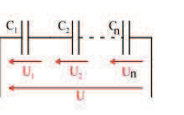 C₁ C₂ Cn
U₁ U₂ Un
U